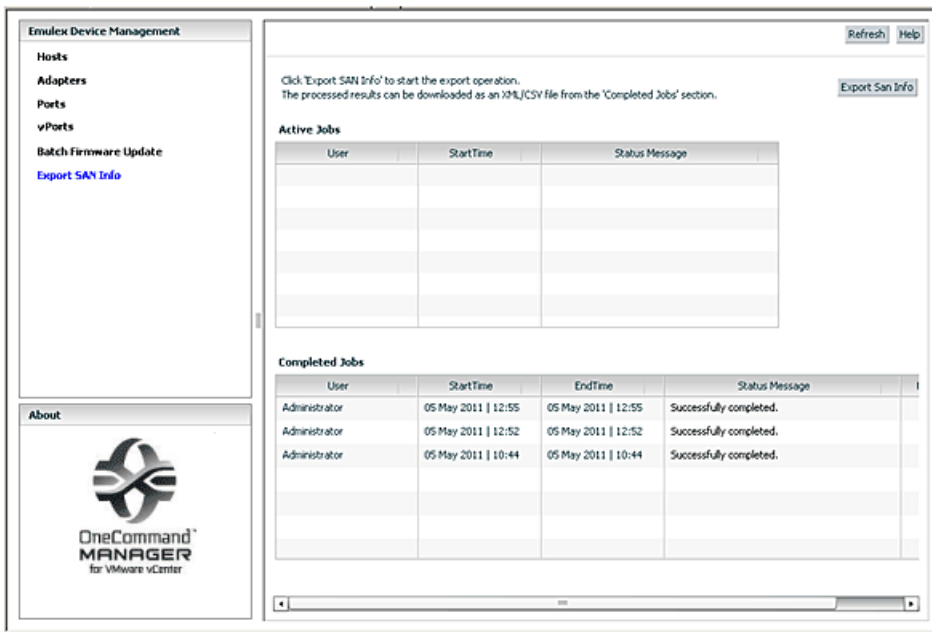 Emulex Device Management
Hosts
Adapters
Ports
vPorts
Batch Firmware Update
Export SAN Info
About
OneCommand
MANAGER
for VMware vCenter
Refresh Help
Click 'Export SAN Info' to start the export operation.
The processed results can be downloaded as an XML/CSV file from the 'Completed Jobs' section.
Export San Info
Active Jobs
User StartTime Status Message
Completed Jobs
User StartTime EndTime Status Message
Administrator 05 May 2011 | 12:55 05 May 2011 | 12:55 Successfully completed.
Administrator 05 May 2011 | 12:52 05 May 2011 | 12:52 Successfully completed.
Administrator 05 May 2011 | 10:44 05 May 2011 | 10:44 Successfully completed.